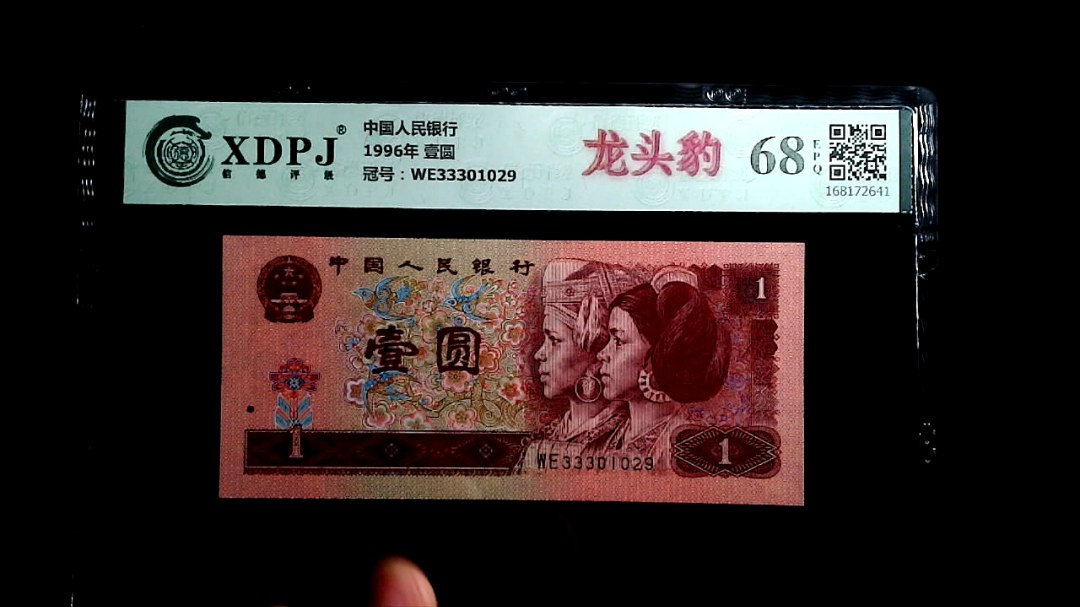 XDPJ®
信德评级
中国人民银行
1996年 壹圆
冠号：WE33301029
龙头豹
68
EPQ
168172641
中国人民银行
1
壹圆
1
WE33301029
1